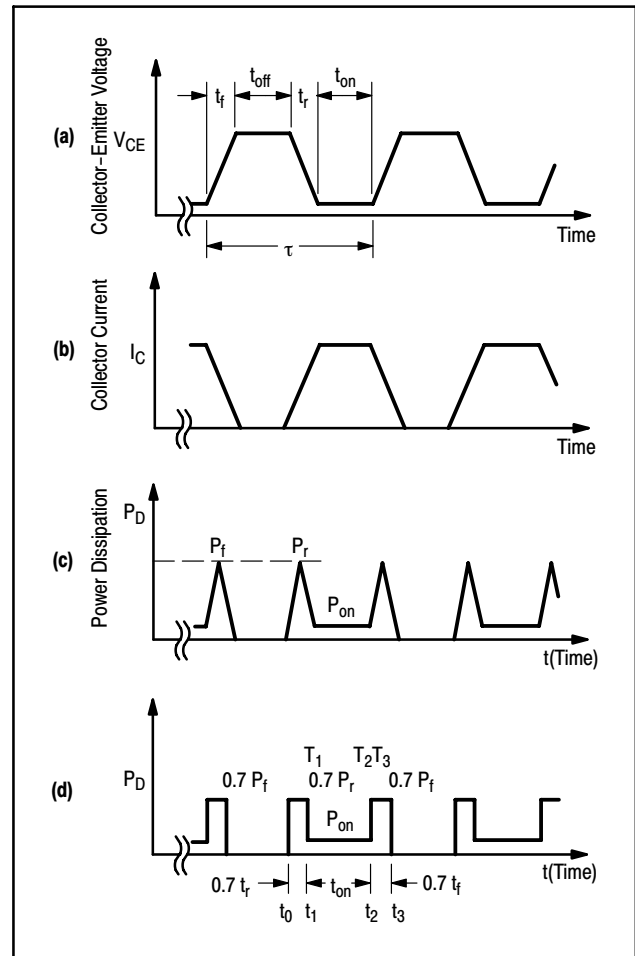 (a)
Collector-Emitter Voltage
V_CE
t_f
t_off
t_r
t_on
τ
Time
(b)
Collector Current
I_C
Time
(c)
Power Dissipation
P_D
P_f
P_r
P_on
t(Time)
(d)
P_D
T_1
T_2T_3
0.7 P_f
0.7 P_r
0.7 P_f
P_on
t(Time)
0.7 t_r
t_on
0.7 t_f
t_0
t_1
t_2
t_3